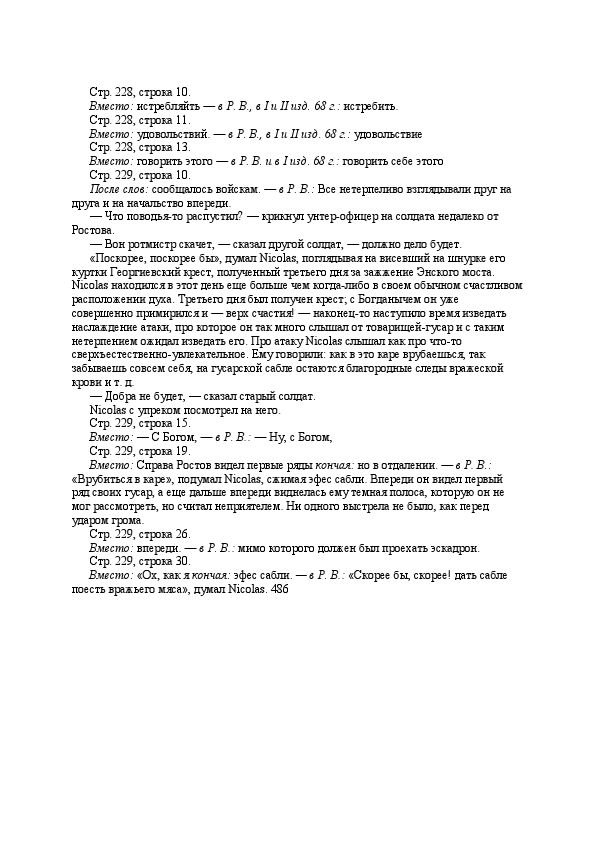 Стр. 228, строка 10.
Вместо: истребляйть — в Р. В., в I и II изд. 68 г.: истребить.
Стр. 228, строка 11.
Вместо: удовольствий. — в Р. В., в I и II изд. 68 г.: удовольствие
Стр. 228, строка 13.
Вместо: говорить этого — в Р. В. и в I изд. 68 г.: говорить себе этого
Стр. 229, строка 10.
После слов: сообщалось войскам. — в Р. В.: Все нетерпеливо взглядывали друг на
друга и на начальство впереди.
— Что поводья-то распустил? — крикнул унтер-офицер на солдата недалеко от
Ростова.
— Вон ротмистр скачет, — сказал другой солдат, — должно дело будет.
«Поскорее, поскорее бы», думал Nicolas, поглядывая на висевший на шнурке его
куртки Георгиевский крест, полученный третьего дня за зажжение Энского моста.
Nicolas находился в этот день еще больше чем когда-либо в своем обычном счастливом
расположении духа. Третьего дня был получен крест; с Богданычем он уже
совершенно примирился и — верх счастия! — наконец-то наступило время изведать
наслаждение атаки, про которое он так много слышал от товарищей-гусар и с таким
нетерпением ожидал изведать его. Про атаку Nicolas слышал как про что-то
сверхъестественно-увлекательное. Ему говорили: как в это каре врубаешься, так
забываешь совсем себя, на гусарской сабле остаются благородные следы вражеской
крови и т. д.
— Добра не будет, — сказал старый солдат.
Nicolas с упреком посмотрел на него.
Стр. 229, строка 15.
Вместо: — С Богом, — в Р. В.: — Ну, с Богом,
Стр. 229, строка 19.
Вместо: Справа Ростов видел первые ряды кончая: но в отдалении. — в Р. В.:
«Врубиться в каре», подумал Nicolas, сжимая эфес сабли. Впереди он видел первый
ряд своих гусар, а еще дальше впереди виднелась ему темная полоса, которую он не
мог рассмотреть, но считал неприятелем. Ни одного выстрела не было, как перед
ударом грома.
Стр. 229, строка 26.
Вместо: впереди. — в Р. В.: мимо которого должен был проехать эскадрон.
Стр. 229, строка 30.
Вместо: «Ох, как я кончая: эфес сабли. — в Р. В.: «Скорее бы, скорее! дать сабле
поесть вражьего мяса», думал Nicolas. 486